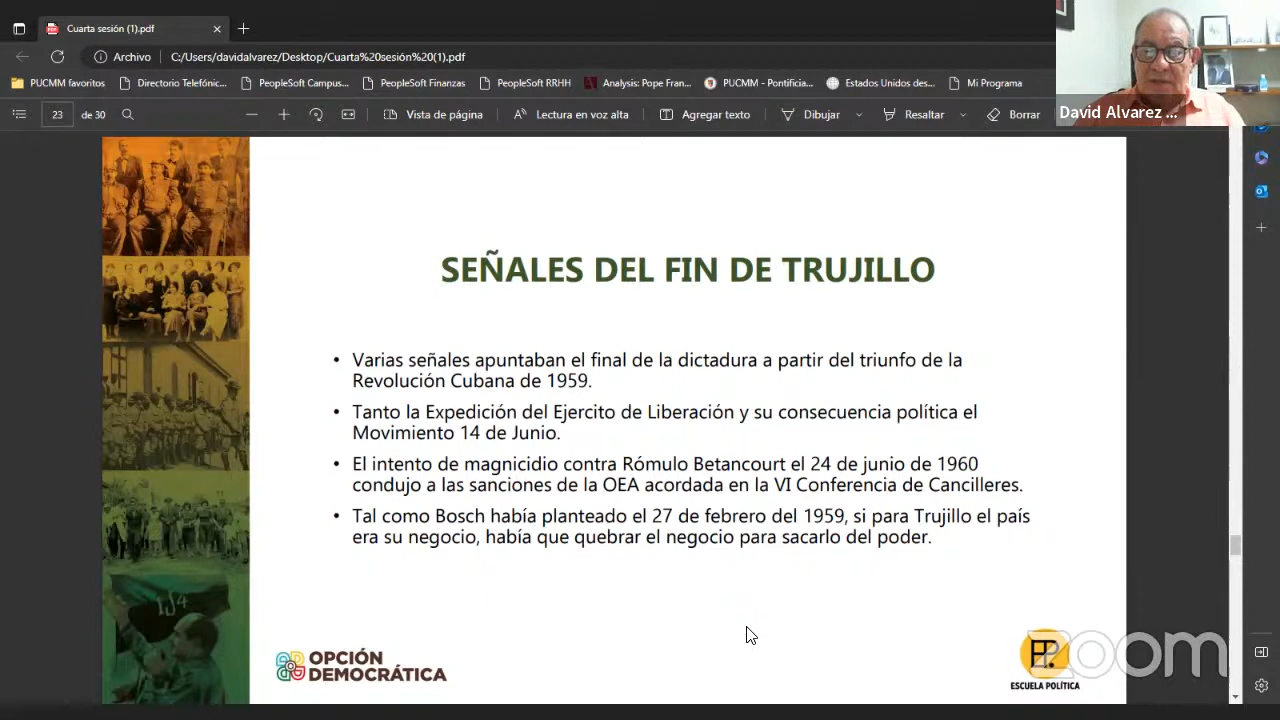 Cuarta sesión (1).pdf
Archivo
C:/Users/davidalvarez/Desktop/Cuarta%20sesión%20(1).pdf
PUCMM favoritos
Directorio Telefónic...
PeopleSoft Campus...
PeopleSoft Finanzas
PeopleSoft RRHH
Analysis: Pope Fran...
PUCMM - Pontificia...
Estados Unidos des...
Mi Programa
23 de 30
Vista de página
Lectura en voz alta
Agregar texto
Dibujar
Resaltar
Borrar
David Alvarez ...
SEÑALES DEL FIN DE TRUJILLO
• Varias señales apuntaban el final de la dictadura a partir del triunfo de la
Revolución Cubana de 1959.
• Tanto la Expedición del Ejercito de Liberación y su consecuencia política el
Movimiento 14 de Junio.
• El intento de magnicidio contra Rómulo Betancourt el 24 de junio de 1960
condujo a las sanciones de la OEA acordada en la VI Conferencia de Cancilleres.
• Tal como Bosch había planteado el 27 de febrero del 1959, si para Trujillo el país
era su negocio, había que quebrar el negocio para sacarlo del poder.
1J4
OPCIÓN
DEMOCRÁTICA
EP.
ESCUELA POLÍTICA
zoom